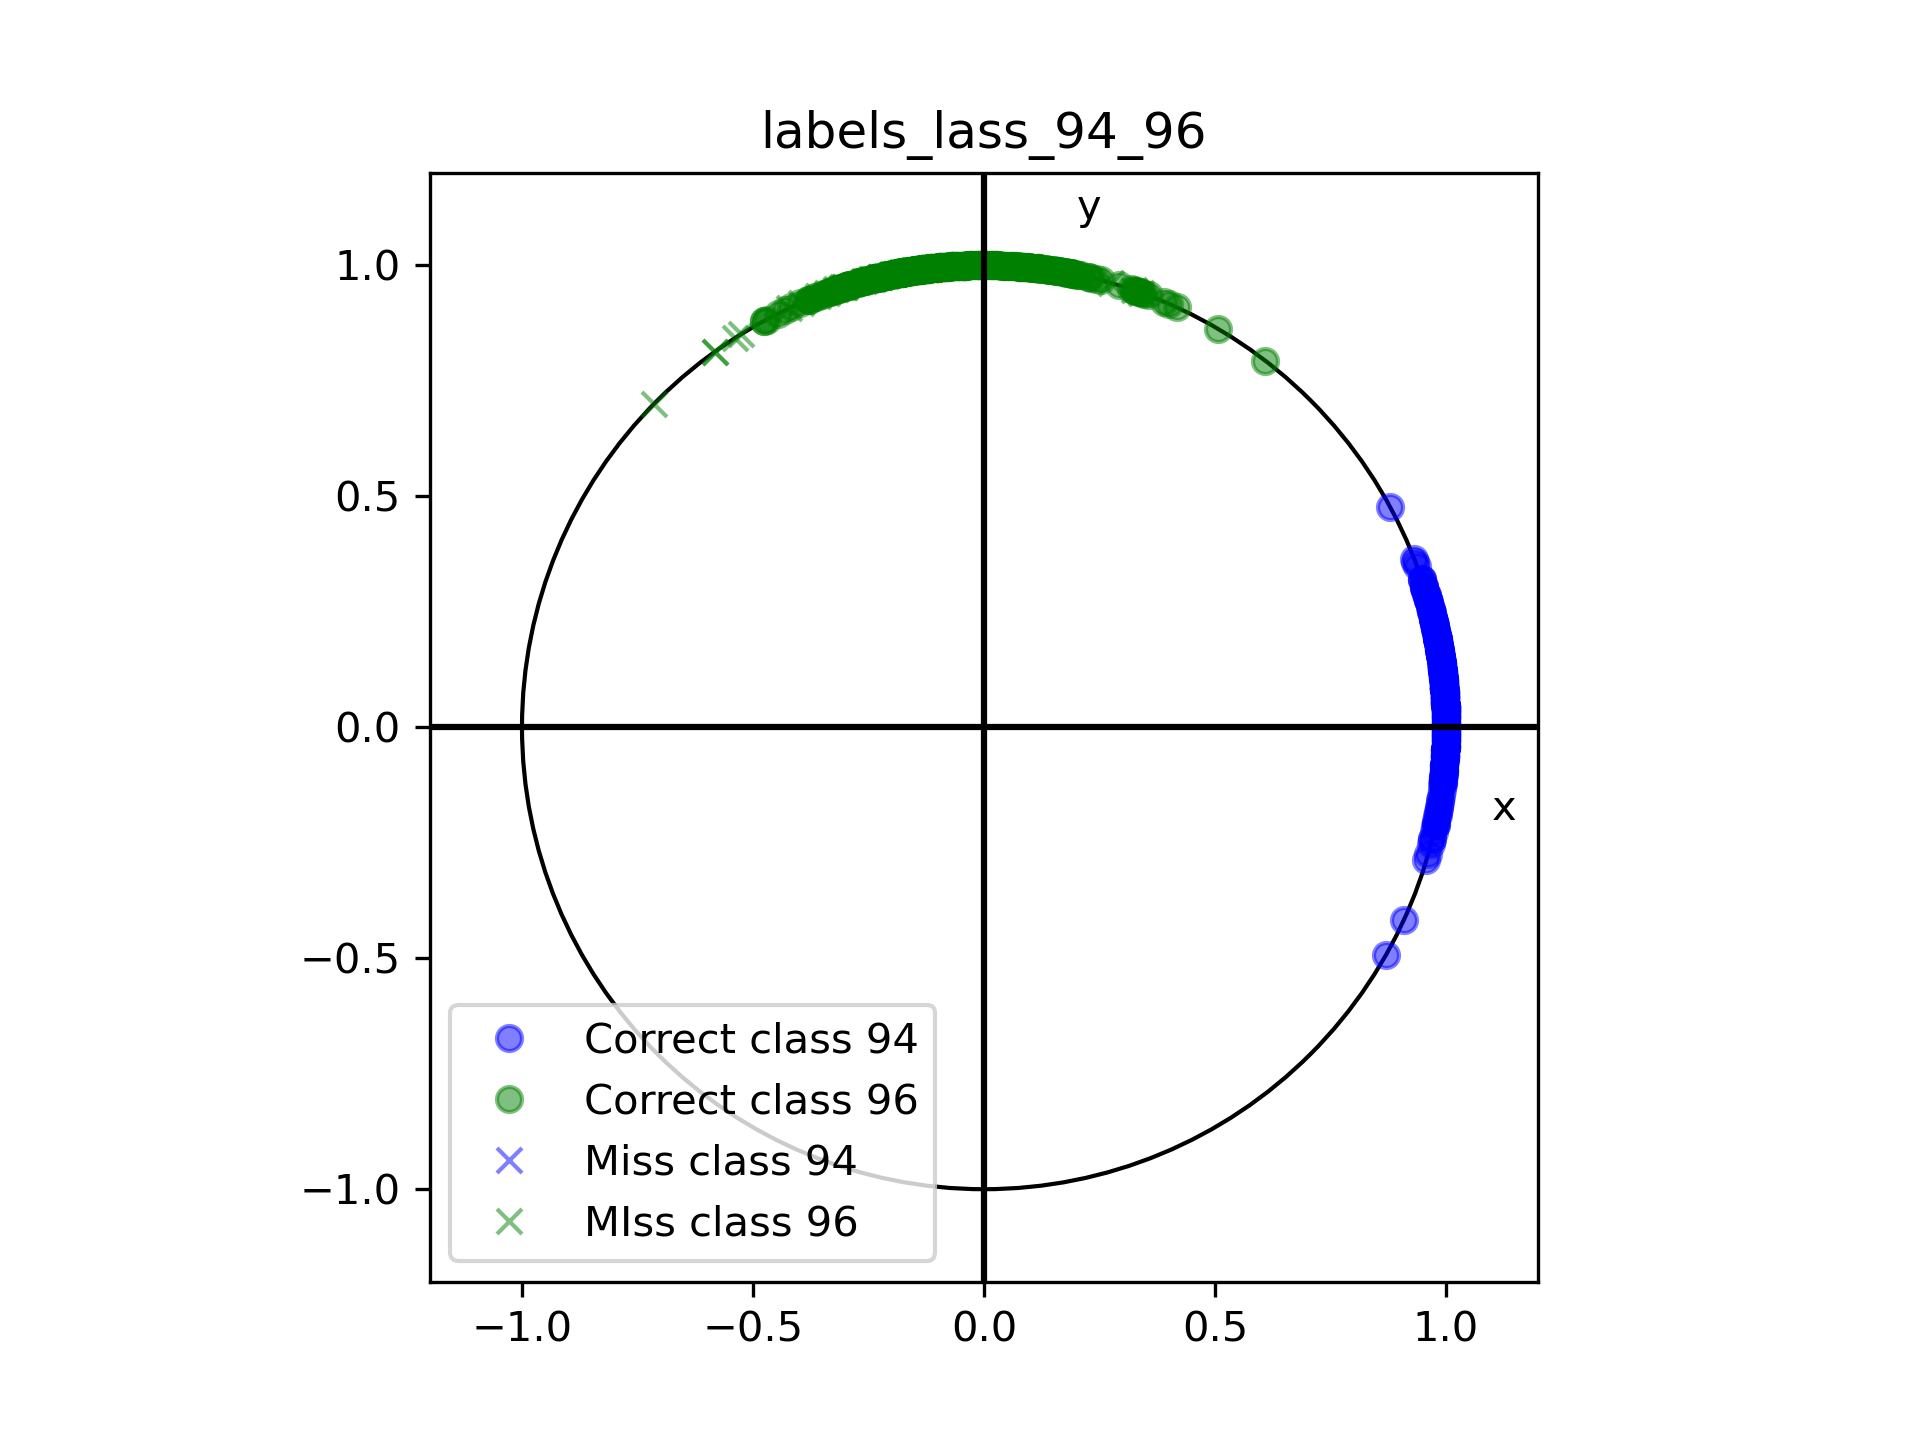 labels_lass_94_96
y
1.0
0.5
0.0
−0.5
−1.0
x
Correct class 94
Correct class 96
Miss class 94
MIss class 96
−1.0 −0.5 0.0 0.5 1.0